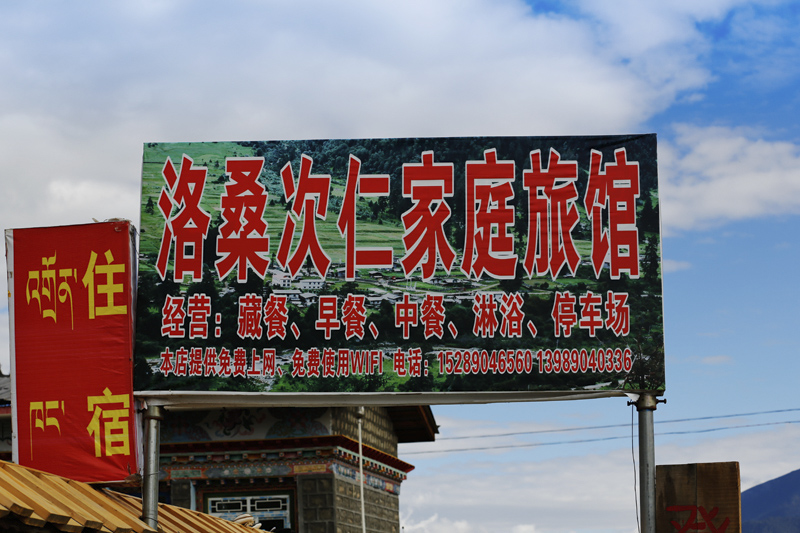 洛桑次仁家庭旅馆
经营：藏餐、早餐、中餐、淋浴、停车场
本店提供免费上网、免费使用WIFI 电话：15289046560 13989040336
འགྲོན་
ཁང་
住
宿